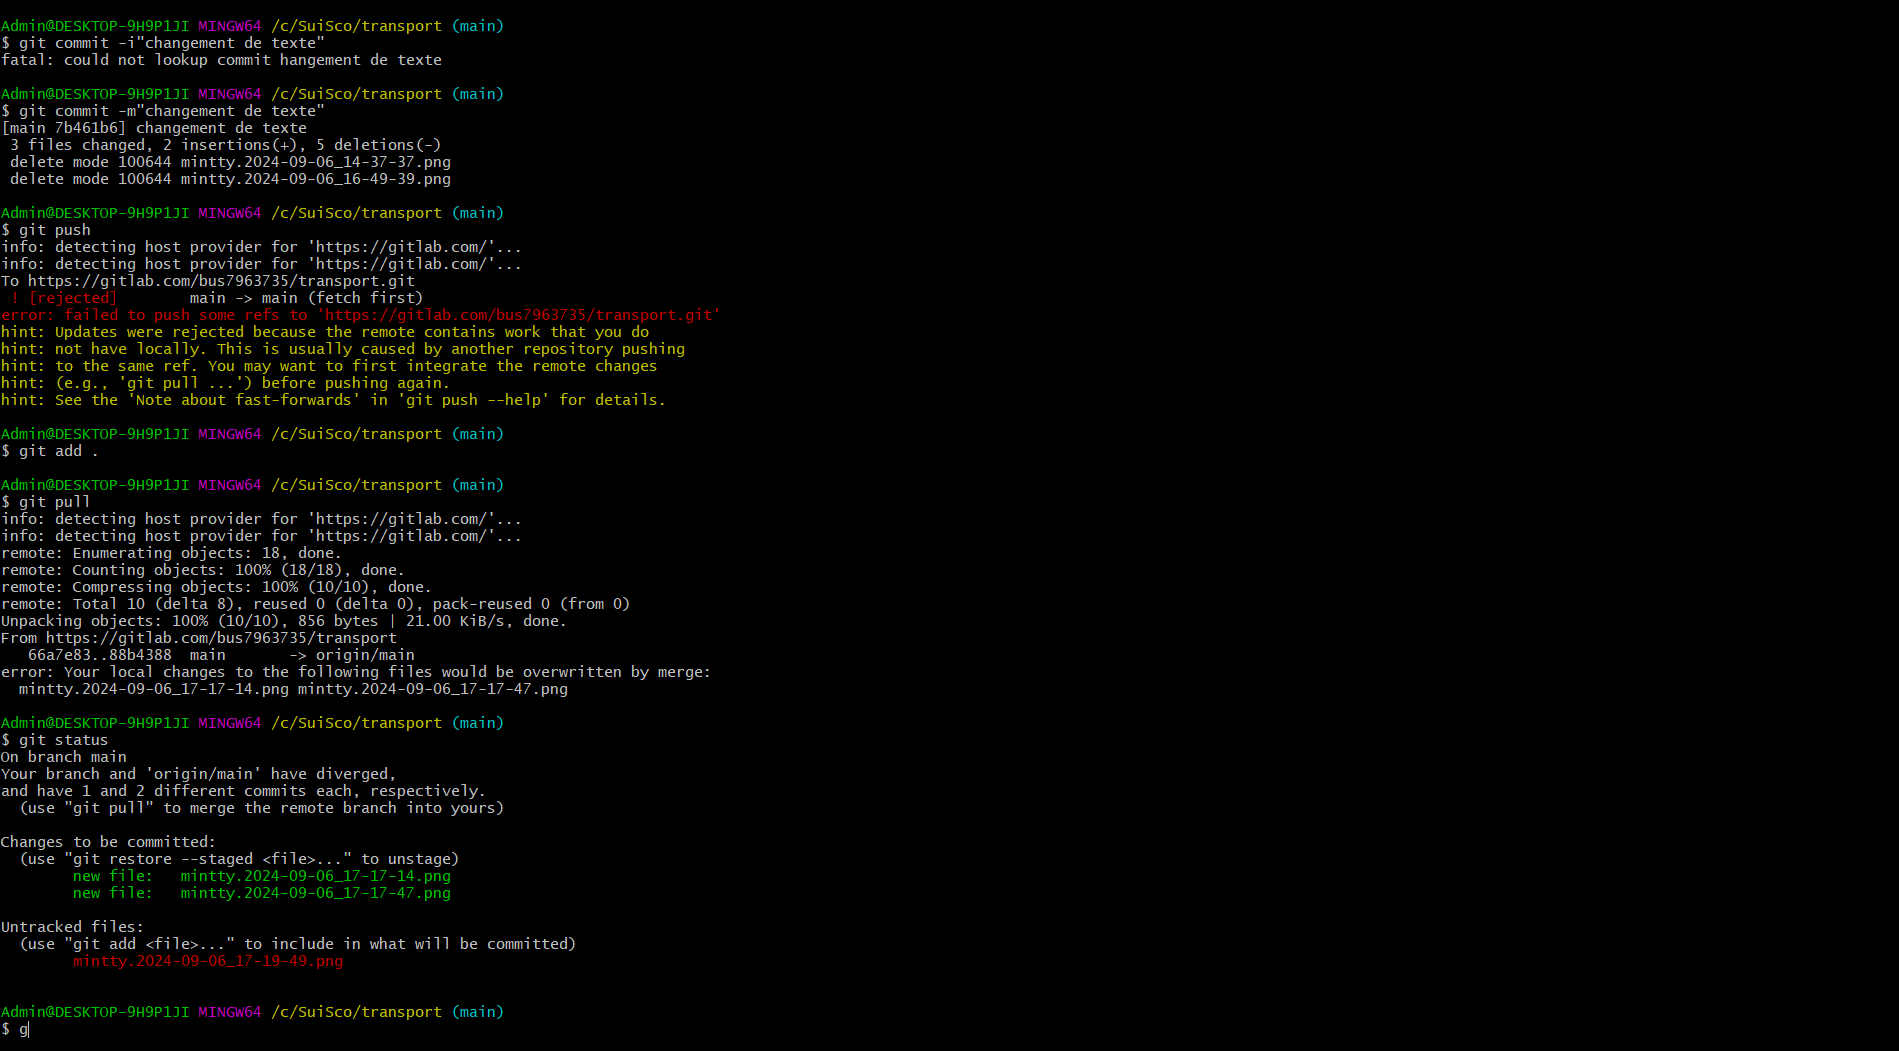 Admin@DESKTOP-9H9P1JI MINGW64 /c/SuiSco/transport (main)
$ git commit -i"changement de texte"
fatal: could not lookup commit hangement de texte

Admin@DESKTOP-9H9P1JI MINGW64 /c/SuiSco/transport (main)
$ git commit -m"changement de texte"
[main 7b461b6] changement de texte
 3 files changed, 2 insertions(+), 5 deletions(-)
 delete mode 100644 mintty.2024-09-06_14-37-37.png
 delete mode 100644 mintty.2024-09-06_16-49-39.png

Admin@DESKTOP-9H9P1JI MINGW64 /c/SuiSco/transport (main)
$ git push
info: detecting host provider for 'https://gitlab.com/'...
info: detecting host provider for 'https://gitlab.com/'...
To https://gitlab.com/bus7963735/transport.git
 ! [rejected]        main -> main (fetch first)
error: failed to push some refs to 'https://gitlab.com/bus7963735/transport.git'
hint: Updates were rejected because the remote contains work that you do
hint: not have locally. This is usually caused by another repository pushing
hint: to the same ref. You may want to first integrate the remote changes
hint: (e.g., 'git pull ...') before pushing again.
hint: See the 'Note about fast-forwards' in 'git push --help' for details.

Admin@DESKTOP-9H9P1JI MINGW64 /c/SuiSco/transport (main)
$ git add .

Admin@DESKTOP-9H9P1JI MINGW64 /c/SuiSco/transport (main)
$ git pull
info: detecting host provider for 'https://gitlab.com/'...
info: detecting host provider for 'https://gitlab.com/'...
remote: Enumerating objects: 18, done.
remote: Counting objects: 100% (18/18), done.
remote: Compressing objects: 100% (10/10), done.
remote: Total 10 (delta 8), reused 0 (delta 0), pack-reused 0 (from 0)
Unpacking objects: 100% (10/10), 856 bytes | 21.00 KiB/s, done.
From https://gitlab.com/bus7963735/transport
   66a7e83..88b4388  main       -> origin/main
error: Your local changes to the following files would be overwritten by merge:
  mintty.2024-09-06_17-17-14.png mintty.2024-09-06_17-17-47.png

Admin@DESKTOP-9H9P1JI MINGW64 /c/SuiSco/transport (main)
$ git status
On branch main
Your branch and 'origin/main' have diverged,
and have 1 and 2 different commits each, respectively.
  (use "git pull" to merge the remote branch into yours)

Changes to be committed:
  (use "git restore --staged <file>..." to unstage)
        new file:   mintty.2024-09-06_17-17-14.png
        new file:   mintty.2024-09-06_17-17-47.png

Untracked files:
  (use "git add <file>..." to include in what will be committed)
        mintty.2024-09-06_17-19-49.png


Admin@DESKTOP-9H9P1JI MINGW64 /c/SuiSco/transport (main)
$ g